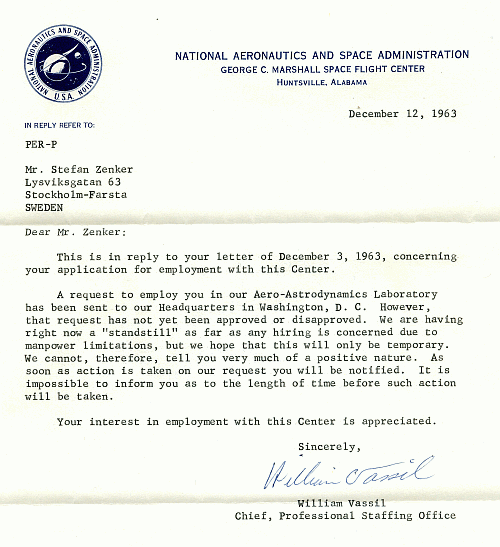 NATIONAL AERONAUTICS AND SPACE ADMINISTRATION
U.S.A.
NATIONAL AERONAUTICS AND SPACE ADMINISTRATION
GEORGE C. MARSHALL SPACE FLIGHT CENTER
HUNTSVILLE, ALABAMA
December 12, 1963
IN REPLY REFER TO:
PER-P
Mr. Stefan Zenker
Lysviksgatan 63
Stockholm-Farsta
SWEDEN
Dear Mr. Zenker:
This is in reply to your letter of December 3, 1963, concerning
your application for employment with this Center.
A request to employ you in our Aero-Astrodynamics Laboratory
has been sent to our Headquarters in Washington, D. C. However,
that request has not yet been approved or disapproved. We are having
right now a "standstill" as far as any hiring is concerned due to
manpower limitations, but we hope that this will only be temporary.
We cannot, therefore, tell you very much of a positive nature. As
soon as action is taken on our request you will be notified. It is
impossible to inform you as to the length of time before such action
will be taken.
Your interest in employment with this Center is appreciated.
Sincerely,
William Vassil
William Vassil
Chief, Professional Staffing Office